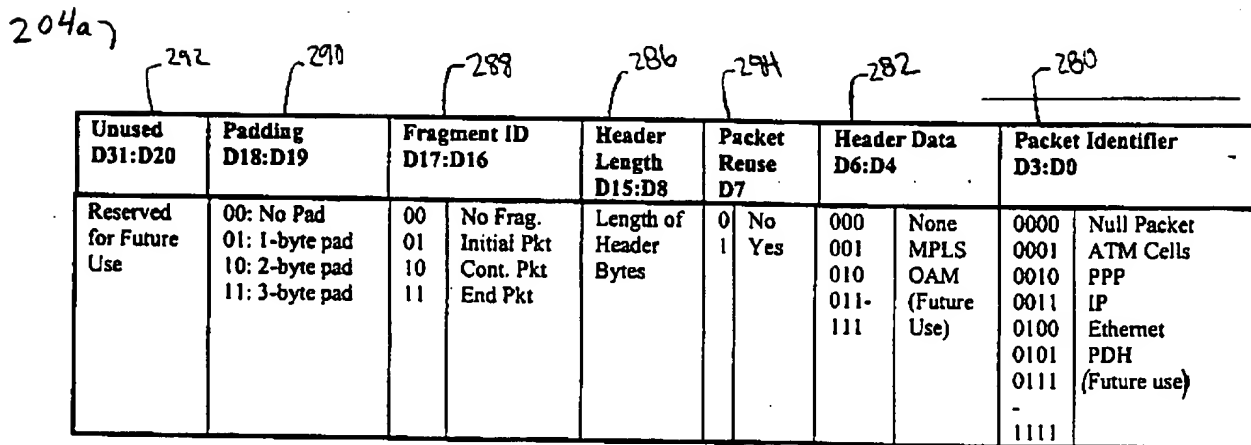 204a
292 290 288 286 294 282 280
Unused Padding Fragment ID Header Packet Header Data Packet Identifier
D31:D20 D18:D19 D17:D16 Length Reuse D6:D4 D3:D0
D15:D8 D7
Reserved 00: No Pad 00 No Frag. Length of 0 No 000 None 0000 Null Packet
for Future 01: 1-byte pad 01 Initial Pkt Header 1 Yes 001 MPLS 0001 ATM Cells
Use 10: 2-byte pad 10 Cont. Pkt Bytes 010 OAM 0010 PPP
11: 3-byte pad 11 End Pkt 011- (Future 0011 IP
111 Use) 0100 Ethernet
0101 PDH
0111 (Future use)
-
1111